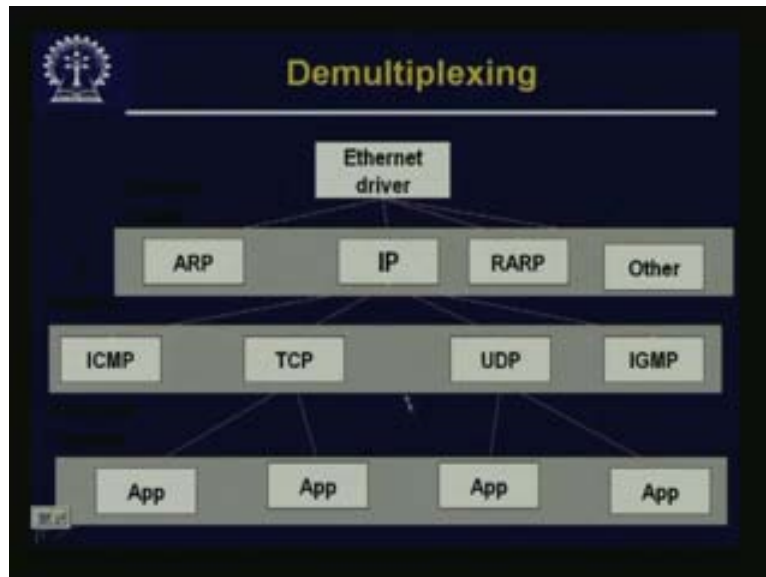 Demultiplexing
Ethernet
driver
ARP
IP
RARP
Other
ICMP
TCP
UDP
IGMP
App
App
App
App